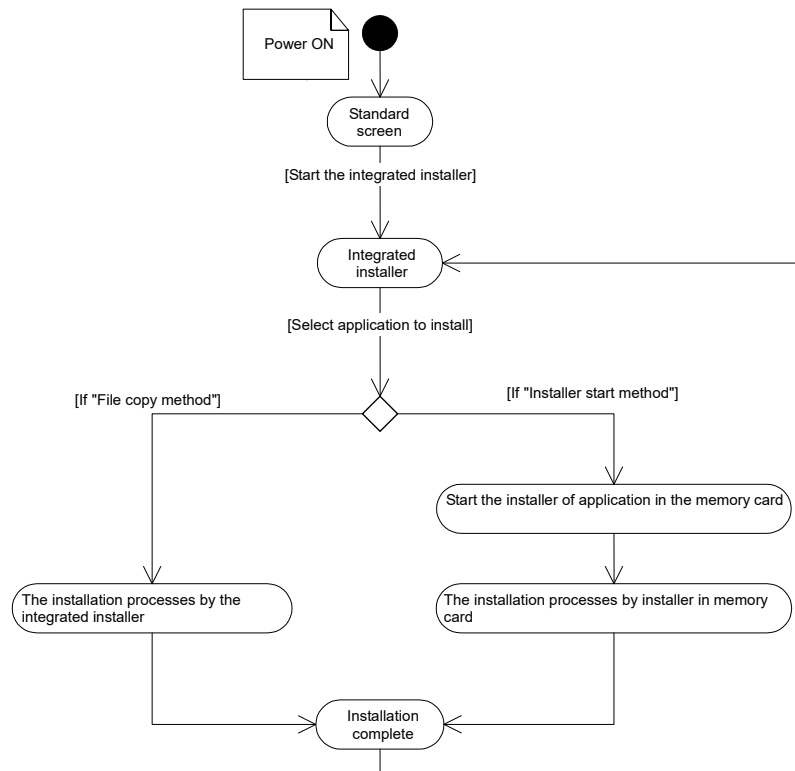 Power ON
Standard
screen
[Start the integrated installer]
Integrated
installer
[Select application to install]
[If "File copy method"]
[If "Installer start method"]
Start the installer of application in the memory card
The installation processes by the
integrated installer
The installation processes by installer in memory
card
Installation
complete